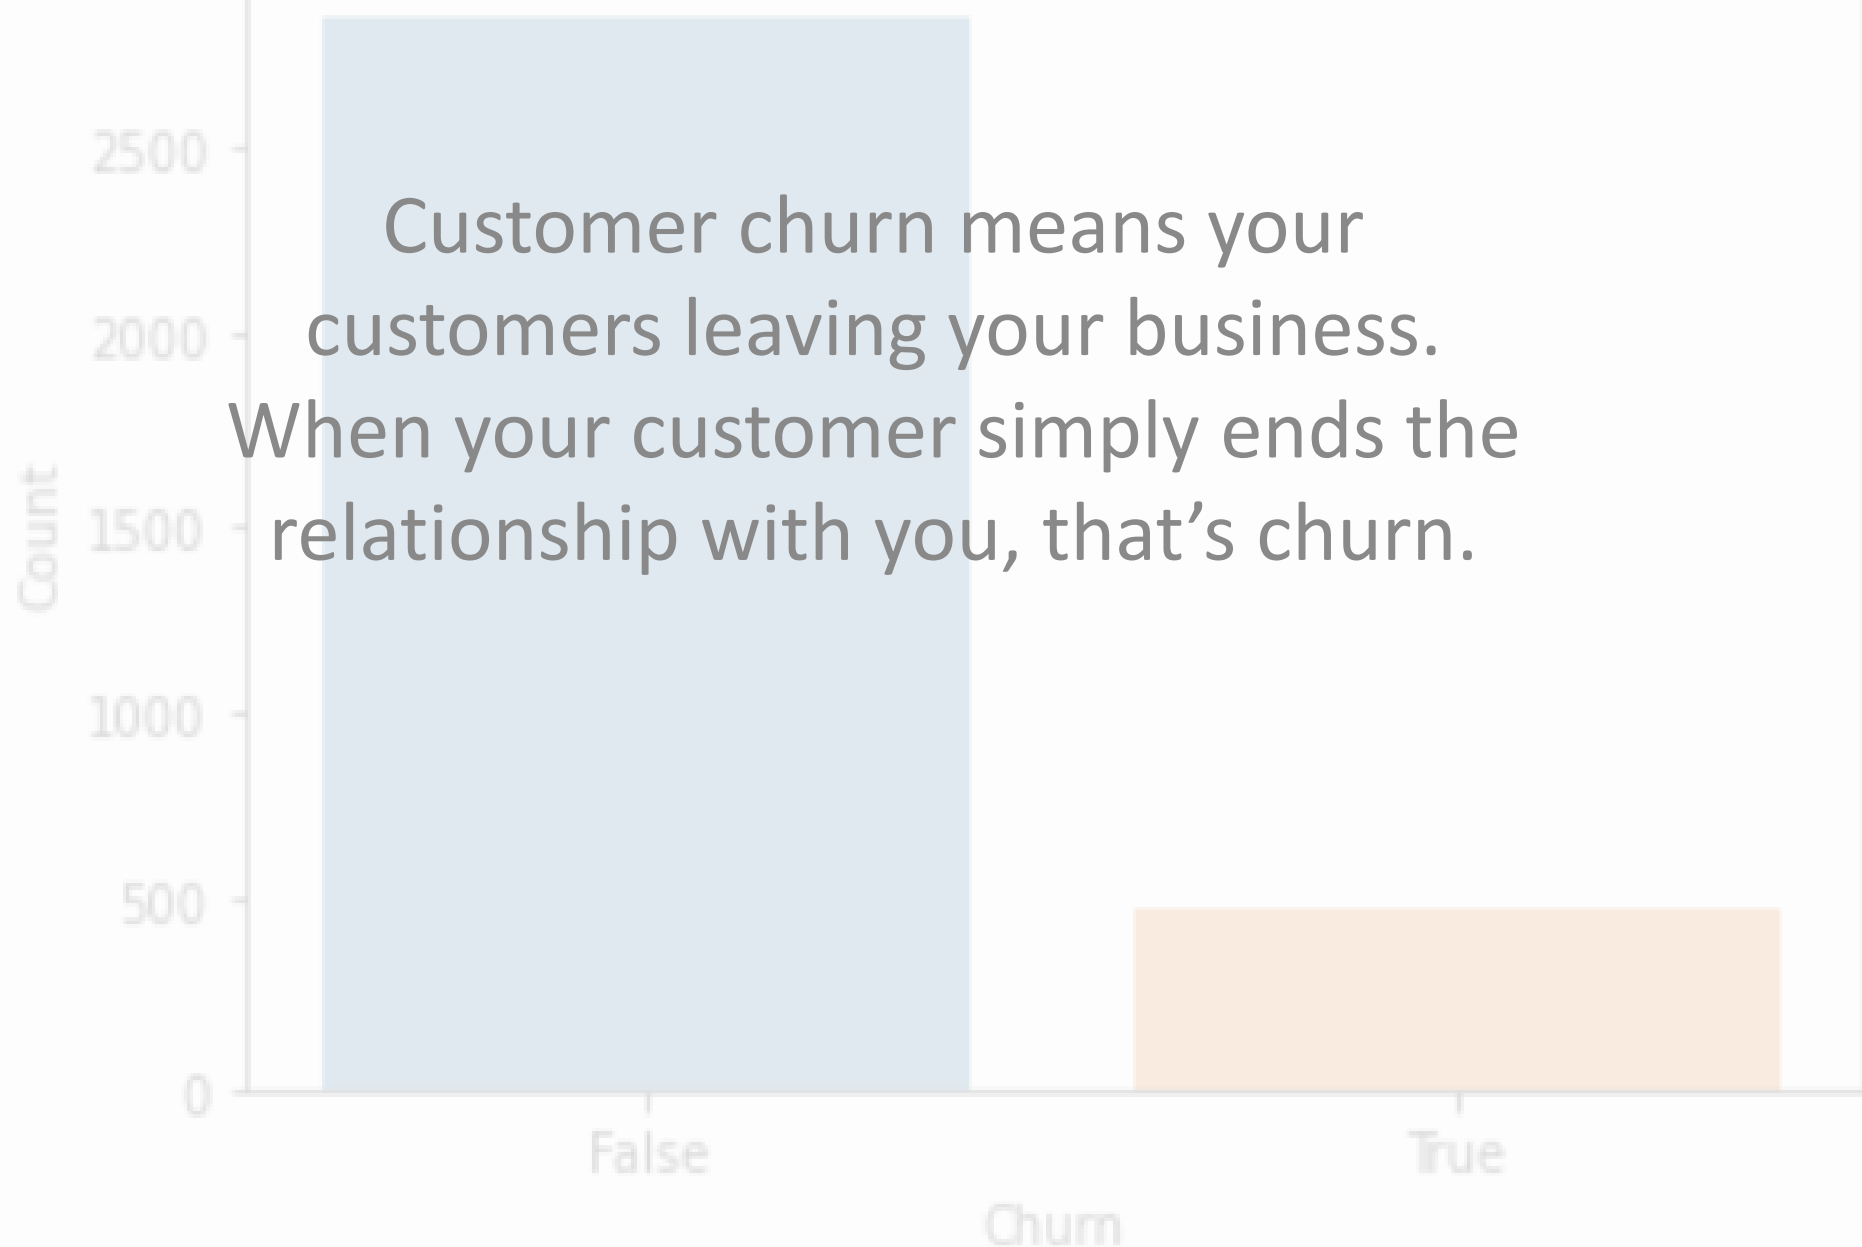 2500
Customer churn means your
customers leaving your business.
2000
When your customer simply ends the
relationship with you, that’s churn.
1500
Count
1000
500
0
False
True
Churn